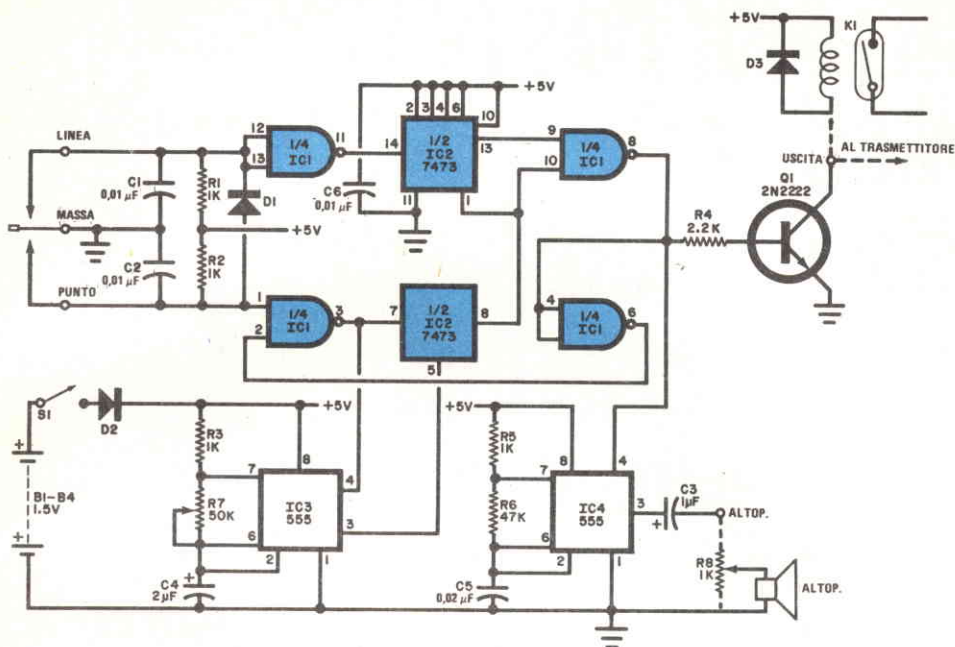 +5V
K1
D3
+5V
2 3 4 6
10
LINEA
12
13
1/4
IC1
11
14
1/2
IC2
7473
13
9
10
1/4
IC1
8
AL TRASMETTITORE
USCITA
Q1
2N2222
C1
0,01 µF
R1
1K
D1
C6
0,01 µF
11
1
MASSA
+5V
R4
2.2K
C2
0,01 µF
R2
1K
PUNTO
1
2
1/4
IC1
3
7
1/2
IC2
7473
8
5
4
1/4
IC1
6
S1
D2
+5V
+5V
R3
1K
8
7
4
R5
1K
8
4
7
B1-B4
1.5V
R7
50K
IC3
555
6
3
2
1
R6
47K
IC4
555
6
3
2
1
C3
1µF
ALTOP.
R8
1K
ALTOP.
C4
2µF
C5
0,02 µF
+
+
+
+